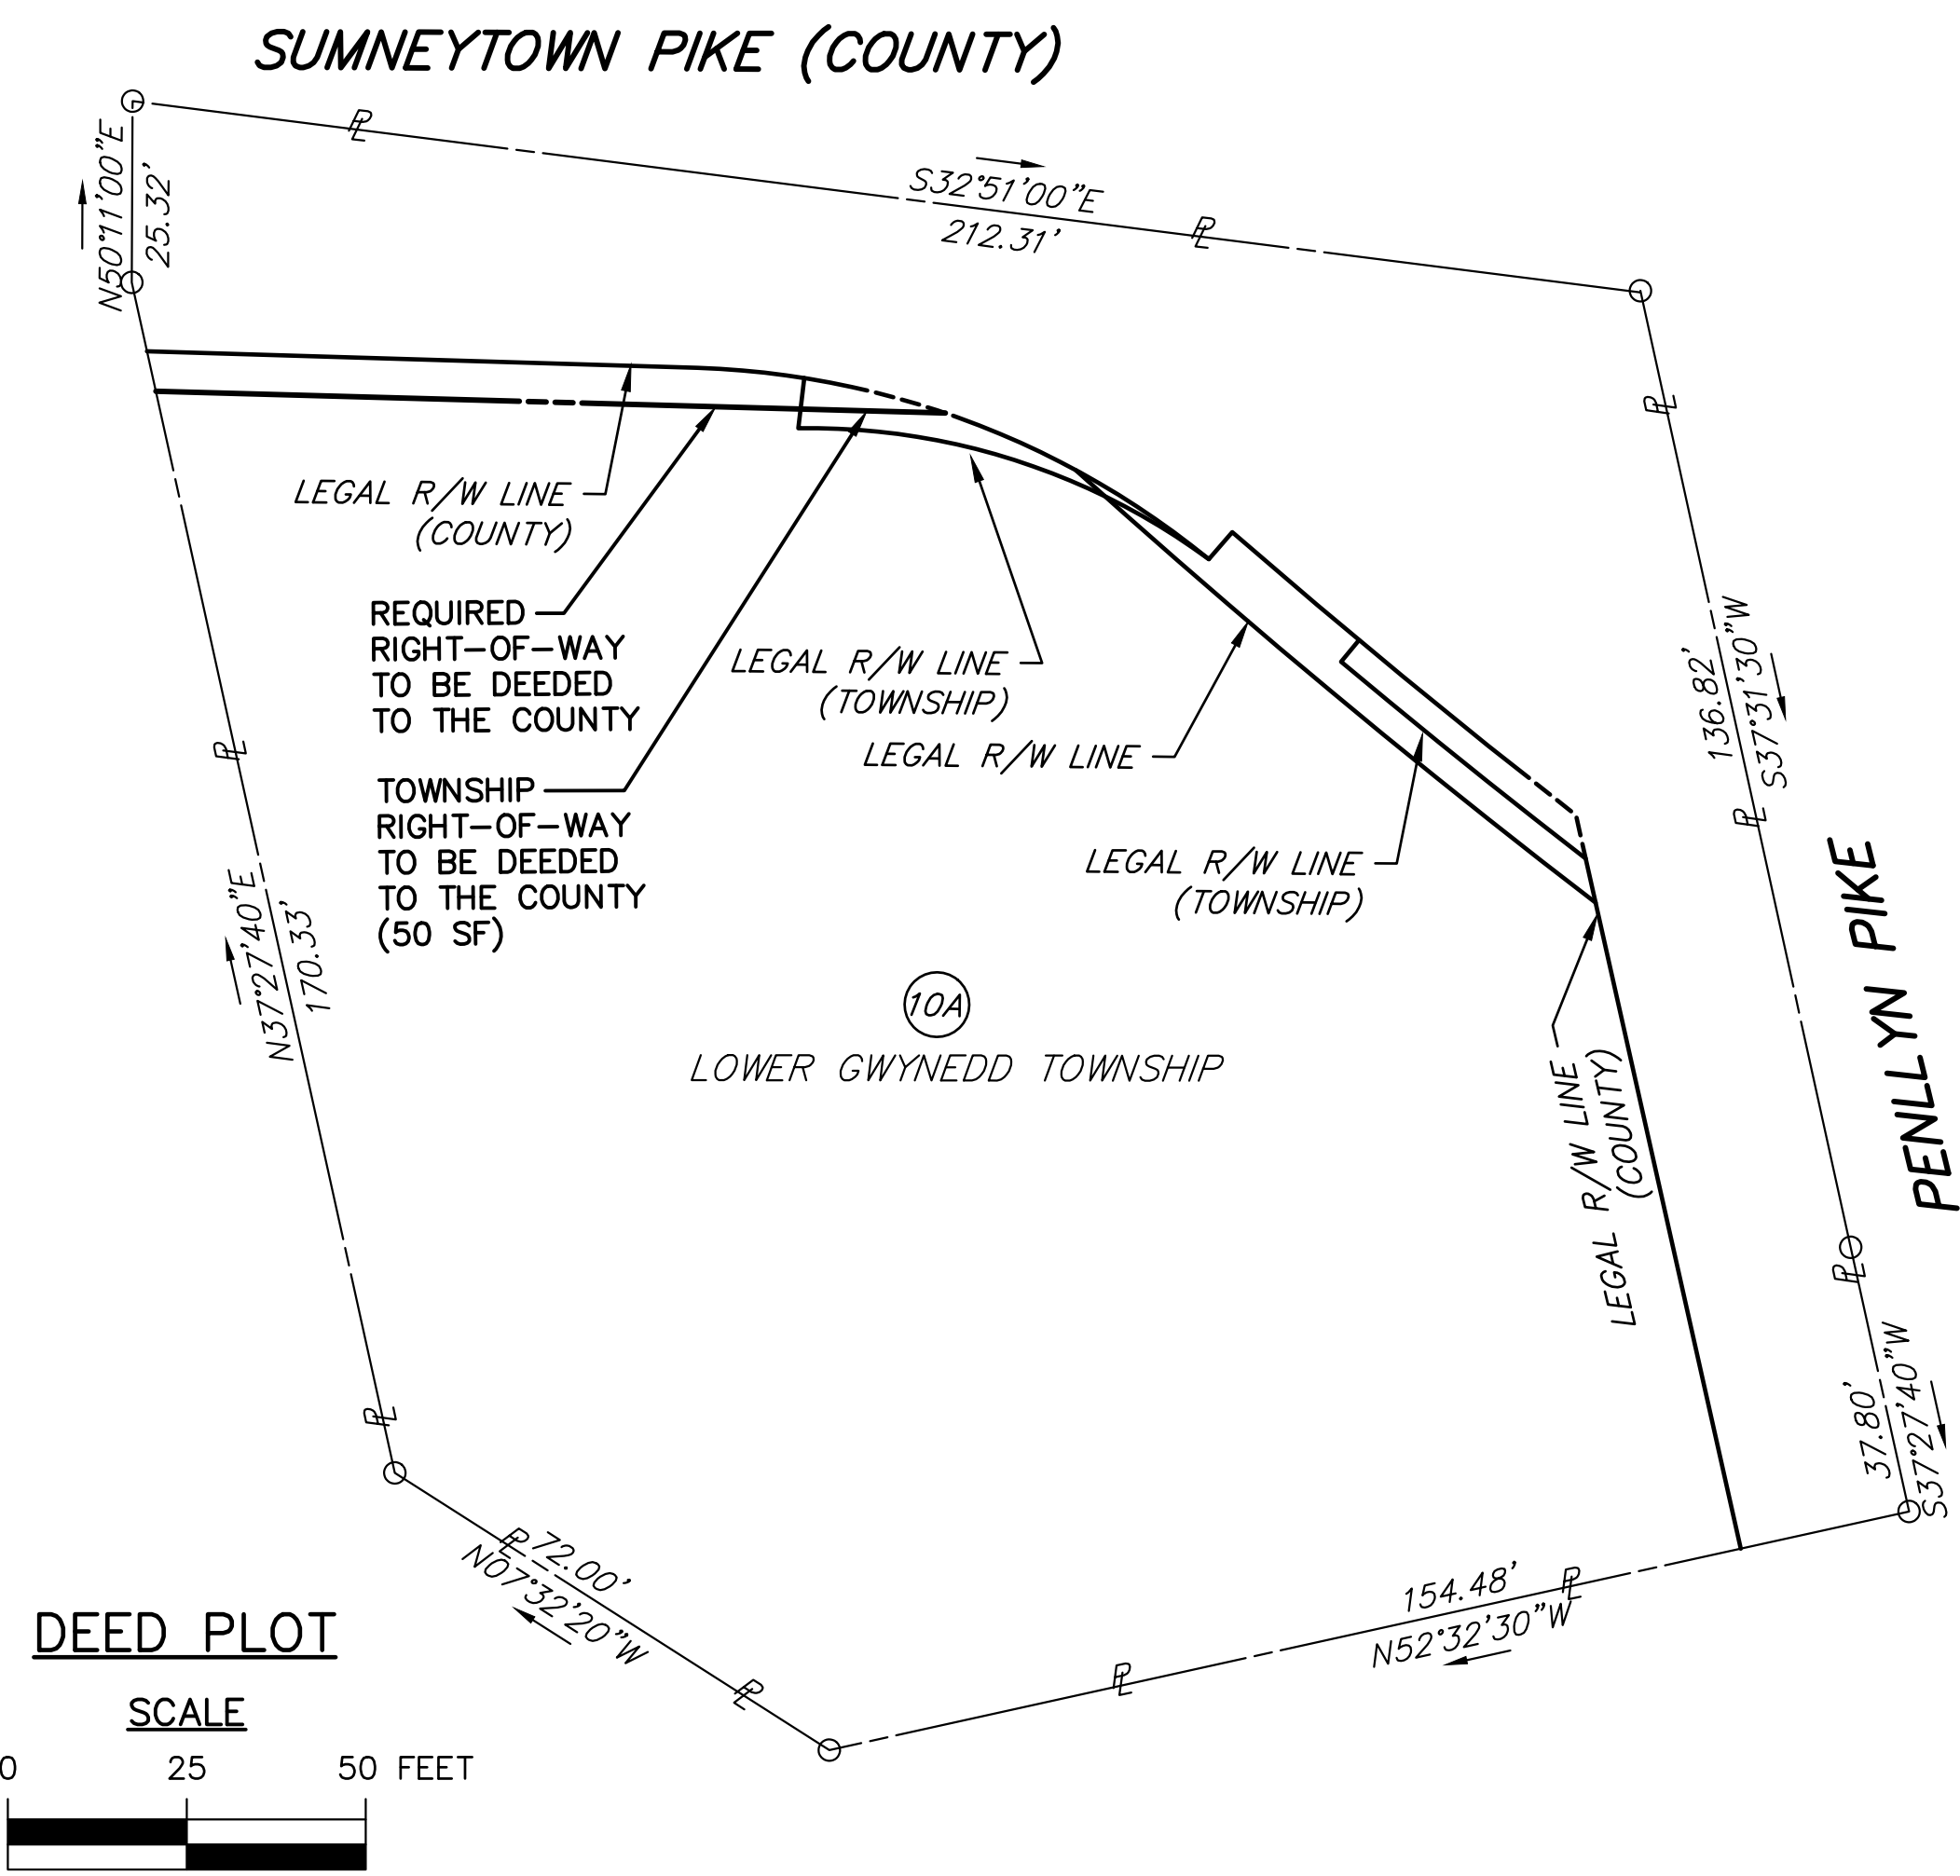 SUMNEYTOWN PIKE (COUNTY)
N50°11'00"E
25.32'
S32°51'00"E
212.31'
LEGAL R/W LINE
(COUNTY)
REQUIRED
RIGHT-OF-WAY
TO BE DEEDED
TO THE COUNTY
TOWNSHIP
RIGHT-OF-WAY
TO BE DEEDED
TO THE COUNTY
(50 SF)
LEGAL R/W LINE
(TOWNSHIP)
LEGAL R/W LINE
LEGAL R/W LINE
(TOWNSHIP)
136.82'
S37°31'30"W
PENLLYN PIKE
N37°27'40"E
170.33'
10A
LOWER GWYNEDD TOWNSHIP
LEGAL R/W LINE
(COUNTY)
37.80'
S37°27'40"W
72.00'
N07°32'20"W
154.48'
N52°32'30"W
DEED PLOT
SCALE
0 25 50 FEET